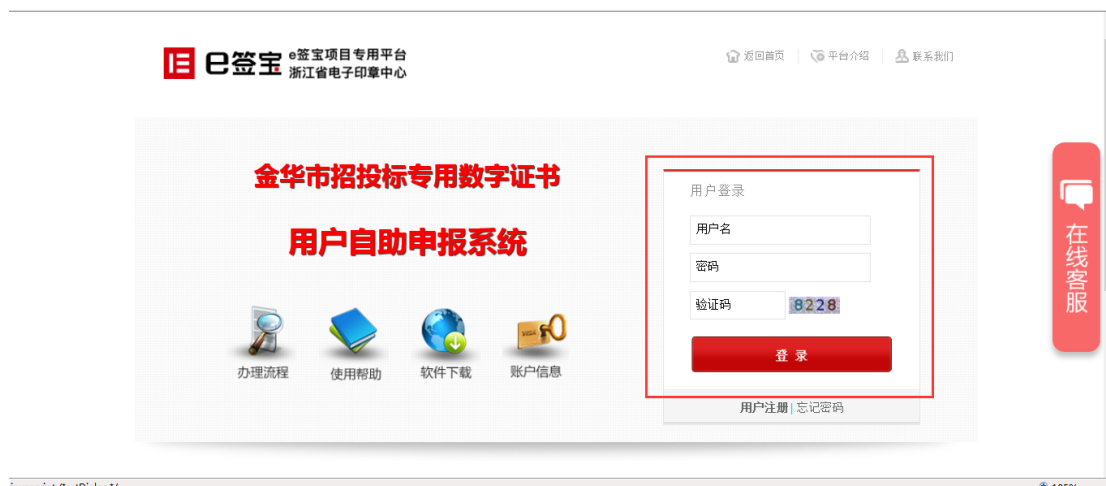 e签宝 e签宝项目专用平台
浙江省电子印章中心
返回首页 平台介绍 联系我们
金华市招投标专用数字证书
用户自助申报系统
办理流程 使用帮助 软件下载 账户信息
用户登录
用户名
密码
验证码 8228
登 录
用户注册 | 忘记密码
在线客服